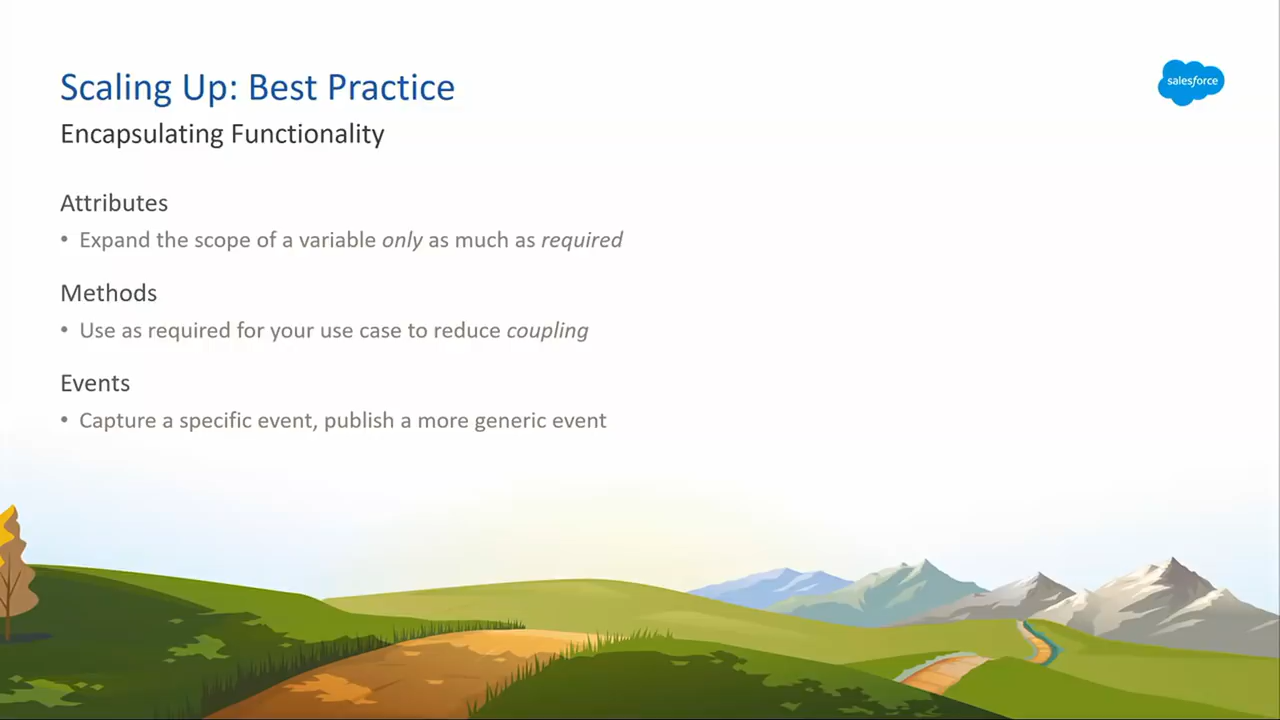 Scaling Up: Best Practice
salesforce
Encapsulating Functionality
Attributes
• Expand the scope of a variable only as much as required
Methods
• Use as required for your use case to reduce coupling
Events
• Capture a specific event, publish a more generic event